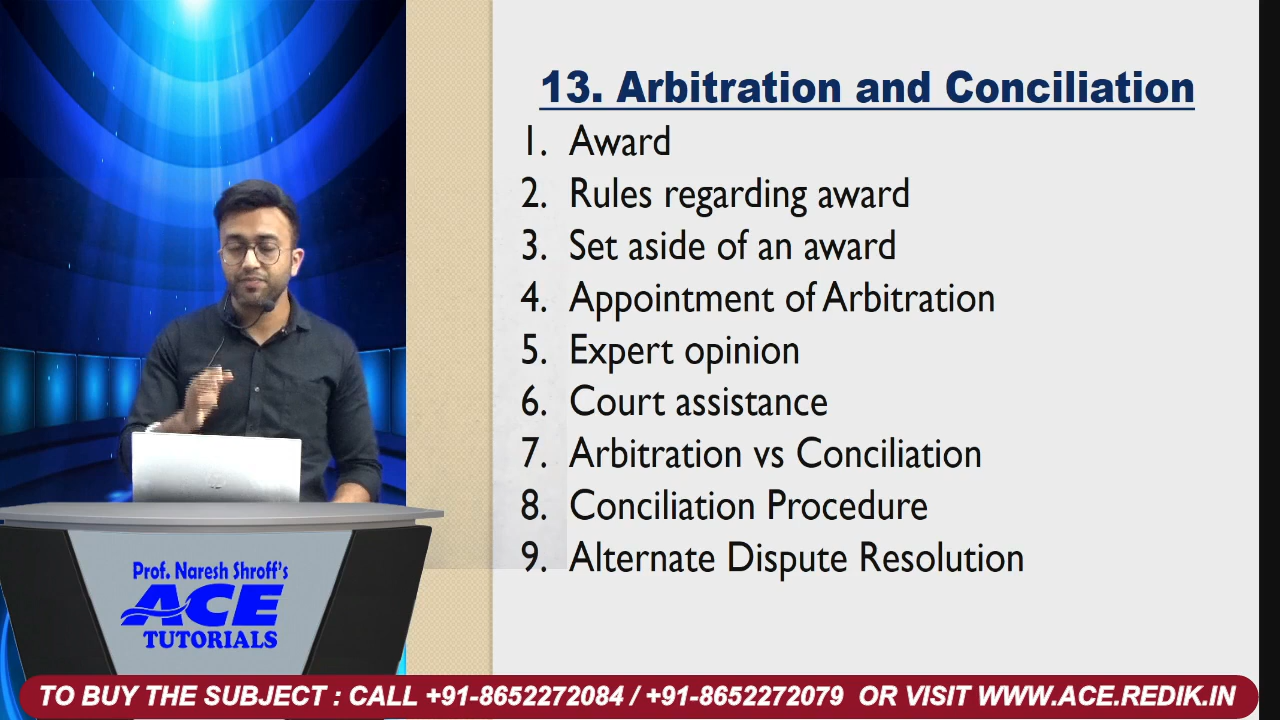 13. Arbitration and Conciliation
1. Award
2. Rules regarding award
3. Set aside of an award
4. Appointment of Arbitration
5. Expert opinion
6. Court assistance
7. Arbitration vs Conciliation
8. Conciliation Procedure
9. Alternate Dispute Resolution
Prof. Naresh Shroff's
ACE
TUTORIALS
TO BUY THE SUBJECT : CALL +91-8652272084 / +91-8652272079 OR VISIT WWW.ACE.REDIK.IN